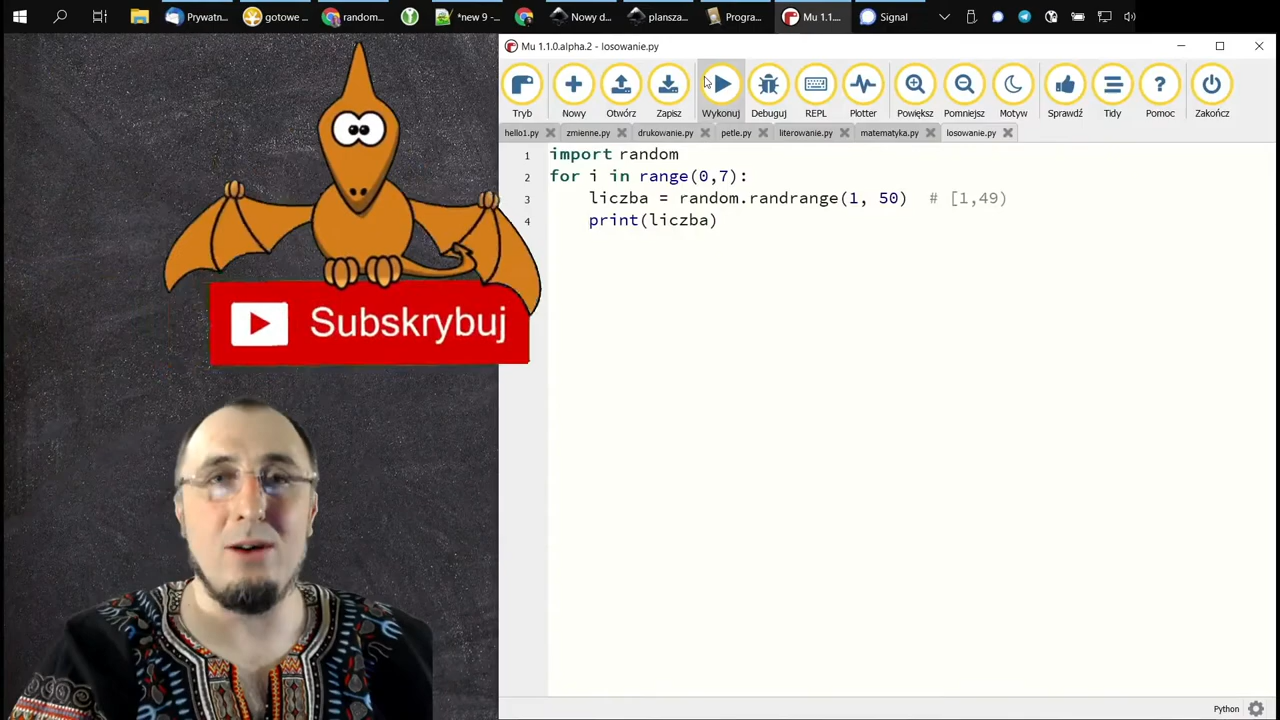 Prywatn...
gotowe ...
random...
*new 9 -...
Nowy d...
plansza...
Progra...
Mu 1.1....
Signal
Mu 1.1.0.alpha.2 - losowanie.py
Tryb
Nowy
Otwórz
Zapisz
Wykonuj
Debuguj
REPL
Plotter
Powiększ
Pomniejsz
Motyw
Sprawdź
Tidy
Pomoc
Zakończ
hello1.py
zmienne.py
drukowanie.py
petle.py
literowanie.py
matematyka.py
losowanie.py
1 import random
2 for i in range(0,7):
3 liczba = random.randrange(1, 50) # [1,49)
4 print(liczba)
Subskrybuj
Python